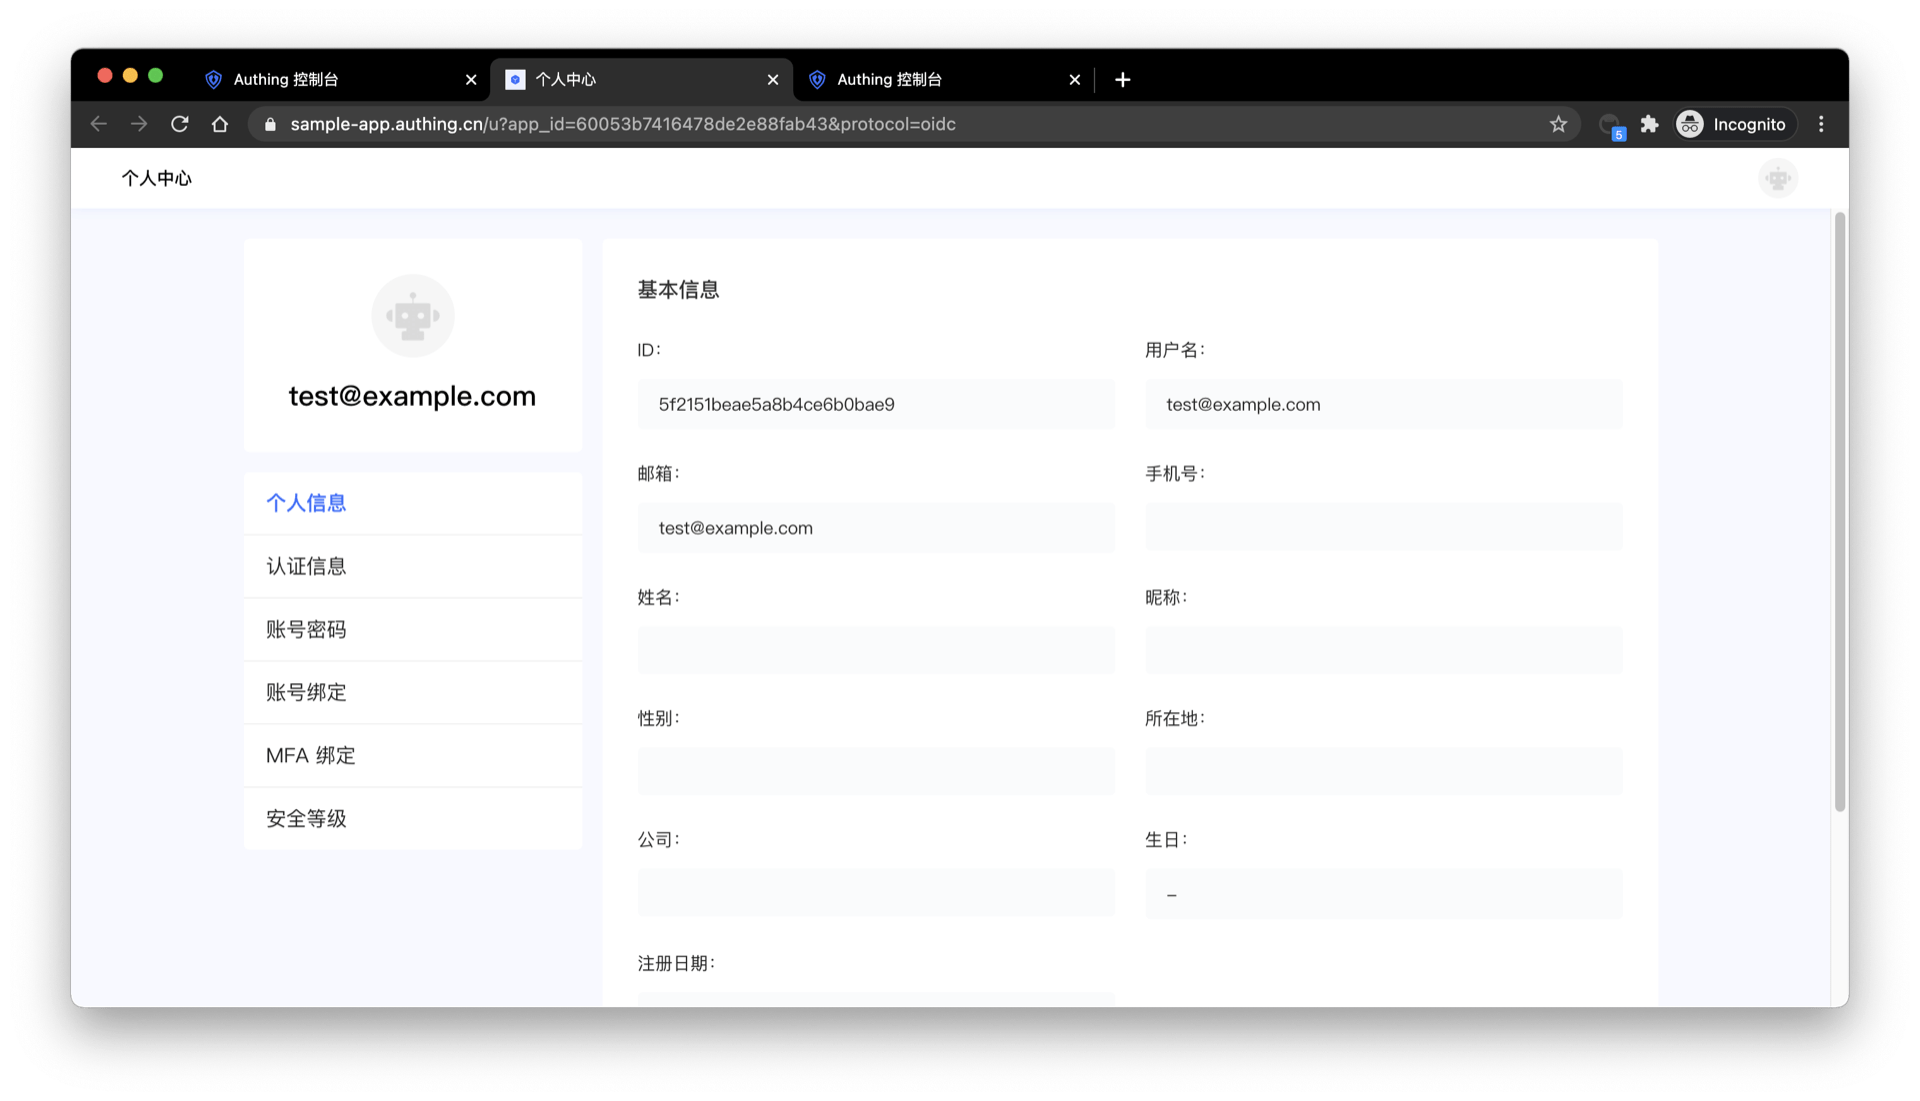 Authing 控制台
个人中心
Authing 控制台
sample-app.authing.cn/u?app_id=60053b7416478de2e88fab43&protocol=oidc
5
Incognito
个人中心
test@example.com
个人信息
认证信息
账号密码
账号绑定
MFA 绑定
安全等级
基本信息
ID：
用户名：
5f2151beae5a8b4ce6b0bae9
test@example.com
邮箱：
手机号：
test@example.com
姓名：
昵称：
性别：
所在地：
公司：
生日：
–
注册日期：